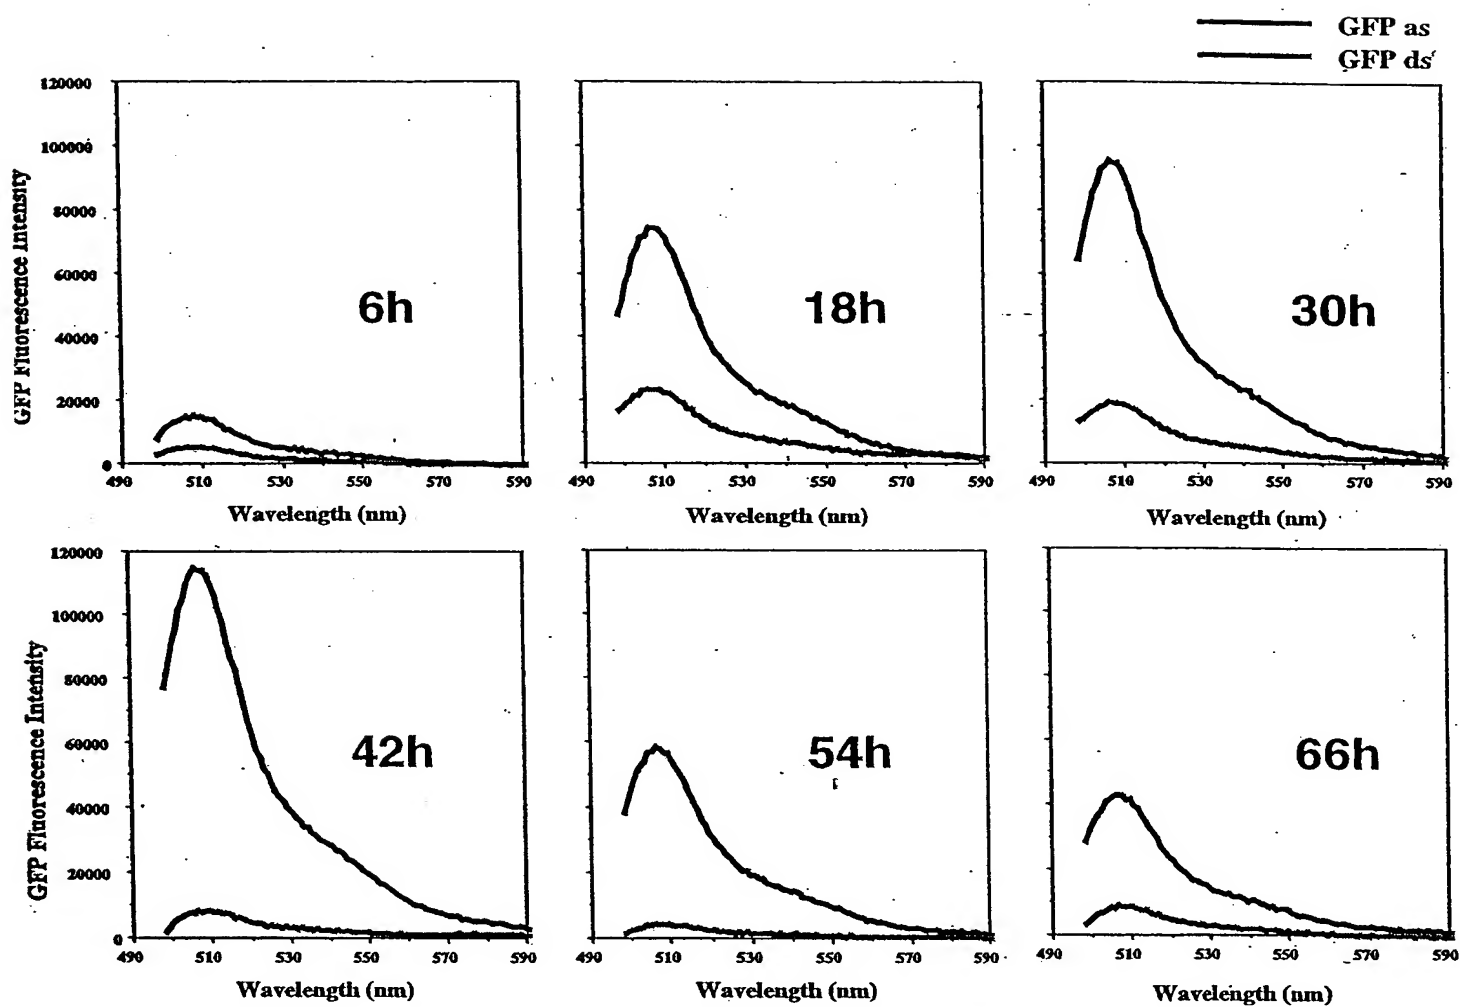 GFP as
GFP ds
120000
100000
80000
60000
40000
20000
0
GFP Fluorescence Intensity
6h
490 510 530 550 570 590
Wavelength (nm)
18h
490 510 530 550 570 590
Wavelength (nm)
30h
490 510 530 550 570 590
Wavelength (nm)
120000
100000
80000
60000
40000
20000
0
GFP Fluorescence Intensity
42h
490 510 530 550 570 590
Wavelength (nm)
54h
490 510 530 550 570 590
Wavelength (nm)
66h
490 510 530 550 570 590
Wavelength (nm)